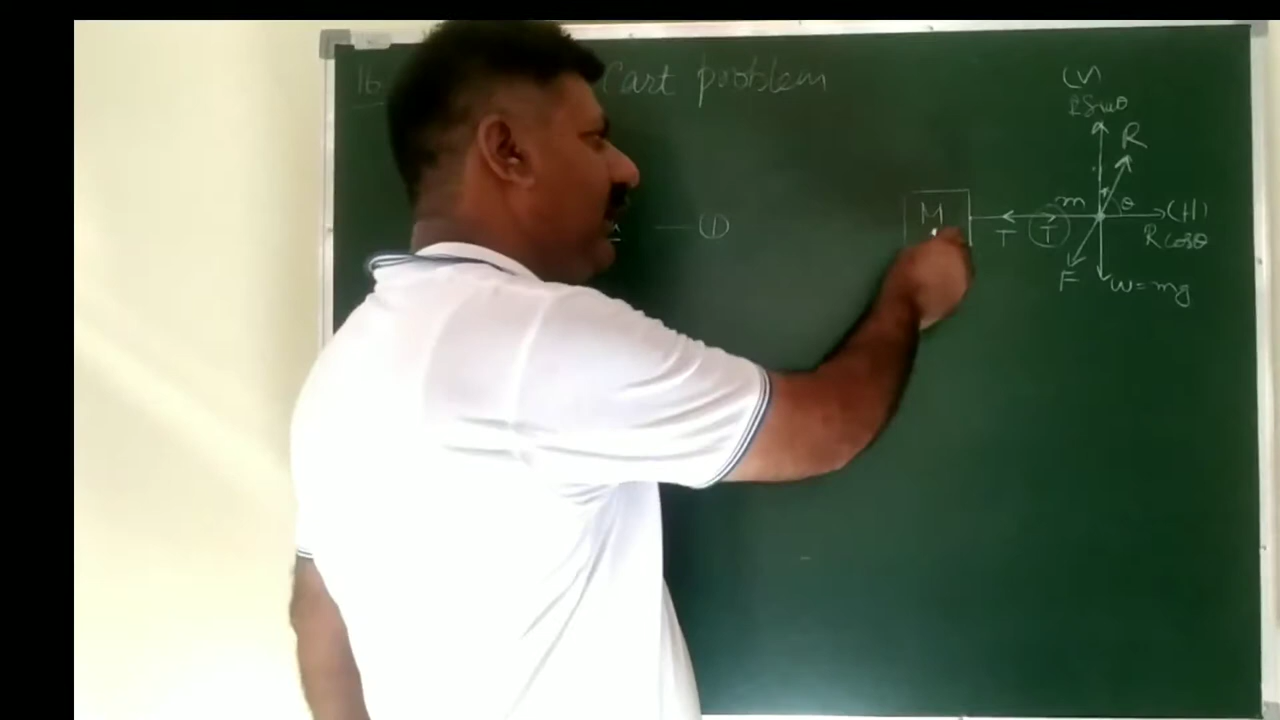 16
Cart problem
(V)
RSinθ
R
M
m
θ
(H)
(1)
T
T
Rcosθ
F
W=mg